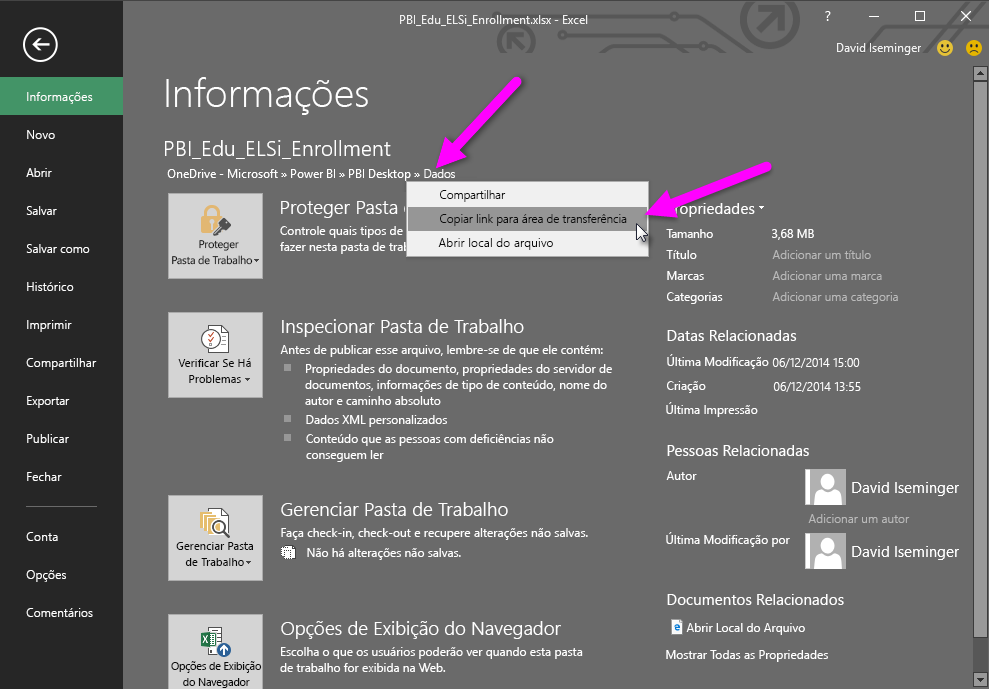 PBI_Edu_ELSi_Enrollment.xlsx - Excel
?
David Iseminger
Informações
Novo
Abrir
Salvar
Salvar como
Histórico
Imprimir
Compartilhar
Exportar
Publicar
Fechar
Conta
Opções
Comentários
Informações
PBI_Edu_ELSi_Enrollment
OneDrive - Microsoft » Power BI » PBI Desktop » Dados
Compartilhar
Copiar link para área de transferência
Abrir local do arquivo
Proteger
Pasta de Trabalho
Proteger Pasta
Controle quais tipos de
fazer nesta pasta de
Verificar Se Há
Problemas
Inspecionar Pasta de Trabalho
Antes de publicar esse arquivo, lembre-se de que ele contém:
Propriedades do documento, propriedades do servidor de
documentos, informações de tipo de conteúdo, nome do
autor e caminho absoluto
Dados XML personalizados
Conteúdo que as pessoas com deficiências não
conseguem ler
Gerenciar Pasta
de Trabalho
Gerenciar Pasta de Trabalho
Faça check-in, check-out e recupere alterações não salvas.
Não há alterações não salvas.
Opções de Exibição
do Navegador
Opções de Exibição do Navegador
Escolha o que os usuários poderão ver quando esta pasta
de trabalho for exibida na Web.
Propriedades
Tamanho 3,68 MB
Título Adicionar um título
Marcas Adicionar uma marca
Categorias Adicionar uma categoria
Datas Relacionadas
Última Modificação 06/12/2014 15:00
Criação 06/12/2014 13:55
Última Impressão
Pessoas Relacionadas
Autor David Iseminger
Adicionar um autor
Última Modificação por David Iseminger
Documentos Relacionados
Abrir Local do Arquivo
Mostrar Todas as Propriedades